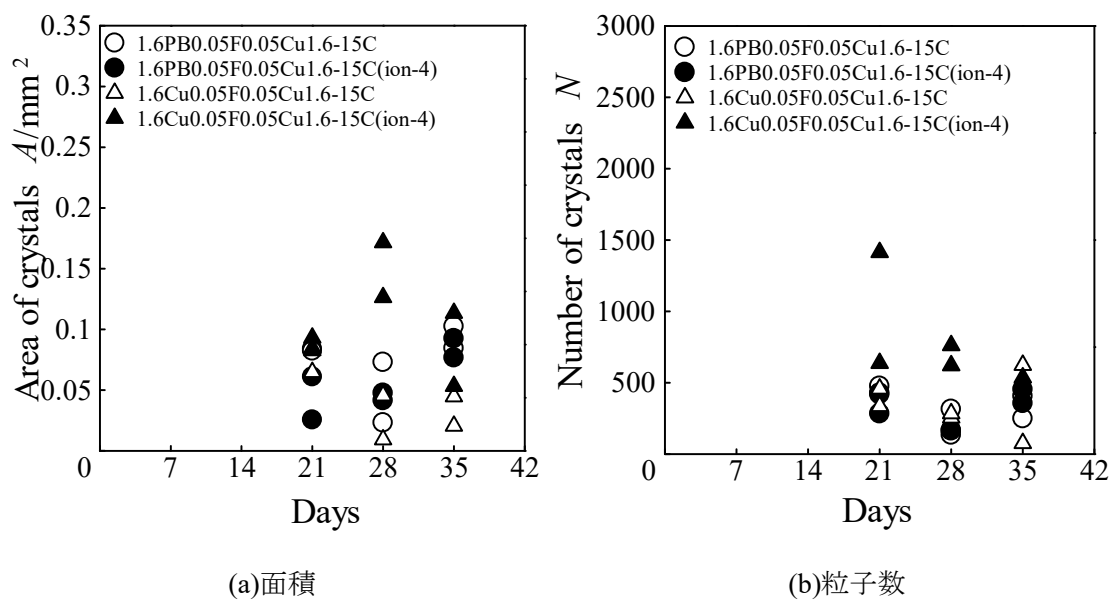 0.35
0.3
0.25
0.2
0.15
0.1
0.05
0
7
14
21
28
35
42
Area of crystals A/mm²
Days
1.6PB0.05F0.05Cu1.6-15C
1.6PB0.05F0.05Cu1.6-15C(ion-4)
1.6Cu0.05F0.05Cu1.6-15C
1.6Cu0.05F0.05Cu1.6-15C(ion-4)
(a)面積
3000
2500
2000
1500
1000
500
0
7
14
21
28
35
42
Number of crystals N
Days
1.6PB0.05F0.05Cu1.6-15C
1.6PB0.05F0.05Cu1.6-15C(ion-4)
1.6Cu0.05F0.05Cu1.6-15C
1.6Cu0.05F0.05Cu1.6-15C(ion-4)
(b)粒子数